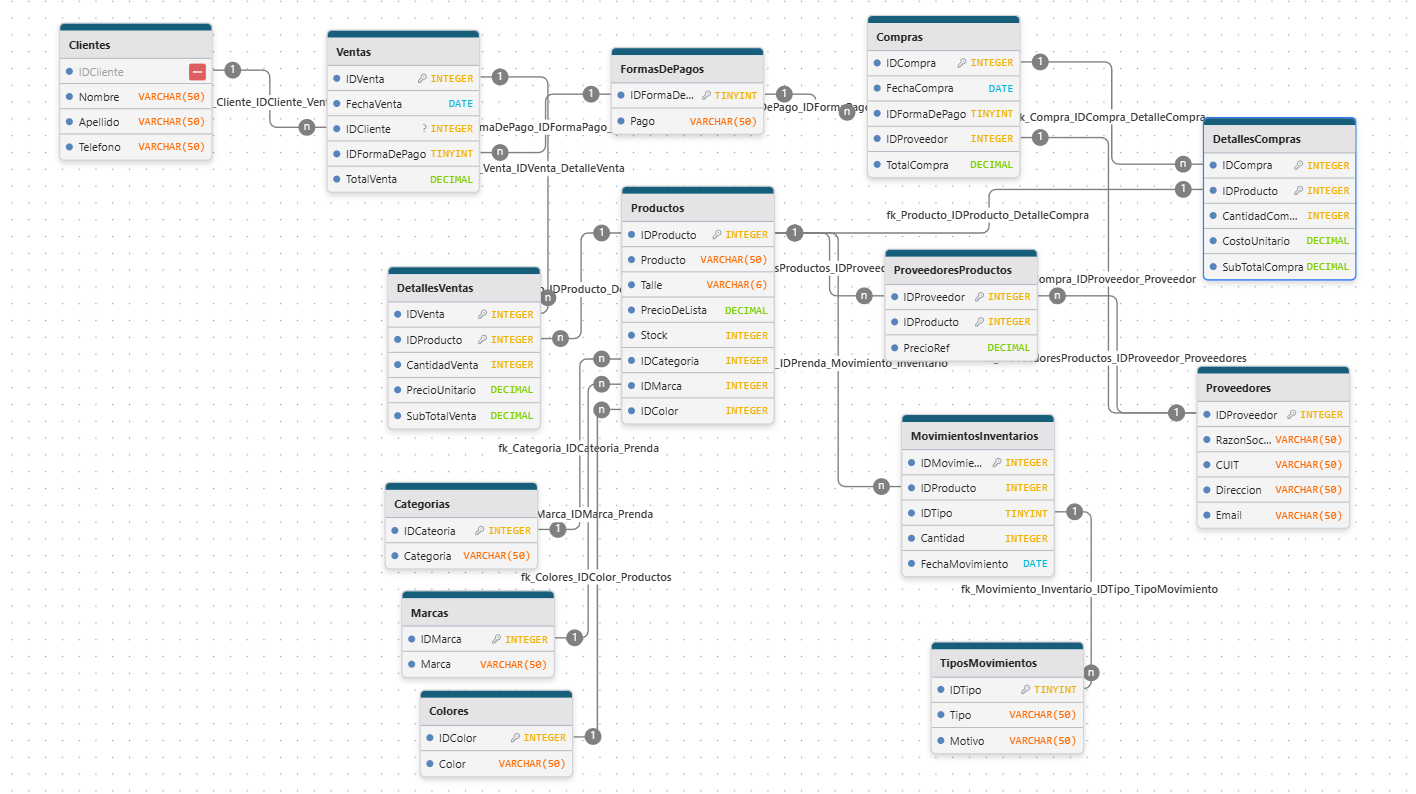 Clientes
IDCliente
Nombre VARCHAR(50)
Apellido VARCHAR(50)
Telefono VARCHAR(50)
1
_Cliente_IDCliente_Ven
n
Ventas
IDVenta INTEGER
FechaVenta DATE
IDCliente ? INTEGER
IDFormaDePago TINYINT
TotalVenta DECIMAL
1
n
maDePago_IDFormaPago_
_Venta_IDVenta_DetalleVenta
1
FormasDePagos
IDFormaDe... TINYINT
Pago VARCHAR(50)
1
DePago_IDFormaPago
n
Compras
IDCompra INTEGER
FechaCompra DATE
IDFormaDePago TINYINT
IDProveedor INTEGER
TotalCompra DECIMAL
1
k_Compra_IDCompra_DetalleCompra
1
n
1
DetallesCompras
IDCompra INTEGER
IDProducto INTEGER
CantidadCom... INTEGER
CostoUnitario DECIMAL
SubTotalCompra DECIMAL
fk_Producto_IDProducto_DetalleCompra
Productos
IDProducto INTEGER
Producto VARCHAR(50)
Talle VARCHAR(6)
PrecioDeLista DECIMAL
Stock INTEGER
IDCategoria INTEGER
IDMarca INTEGER
IDColor INTEGER
1
1
n
n
n
DetallesVentas
IDVenta INTEGER
IDProducto INTEGER
CantidadVenta INTEGER
PrecioUnitario DECIMAL
SubTotalVenta DECIMAL
n
n
_IDProducto_De
sProductos_IDProveed
n
ProveedoresProductos
IDProveedor INTEGER
IDProducto INTEGER
PrecioRef DECIMAL
n
ompra_IDProveedor_Proveedor
_IDPrenda_Movimiento_Inventario
oresProductos_IDProveedor_Proveedores
Proveedores
IDProveedor INTEGER
RazonSoc... VARCHAR(50)
CUIT VARCHAR(50)
Direccion VARCHAR(50)
Email VARCHAR(50)
1
MovimientosInventarios
IDMovimie... INTEGER
IDProducto INTEGER
IDTipo TINYINT
Cantidad INTEGER
FechaMovimiento DATE
n
1
fk_Movimiento_Inventario_IDTipo_TipoMovimiento
fk_Categoria_IDCateoria_Prenda
Categorias
IDCateoria INTEGER
Categoria VARCHAR(50)
1
Marca_IDMarca_Prenda
fk_Colores_IDColor_Productos
Marcas
IDMarca INTEGER
Marca VARCHAR(50)
1
TiposMovimientos
IDTipo TINYINT
Tipo VARCHAR(50)
Motivo VARCHAR(50)
n
Colores
IDColor INTEGER
Color VARCHAR(50)
1